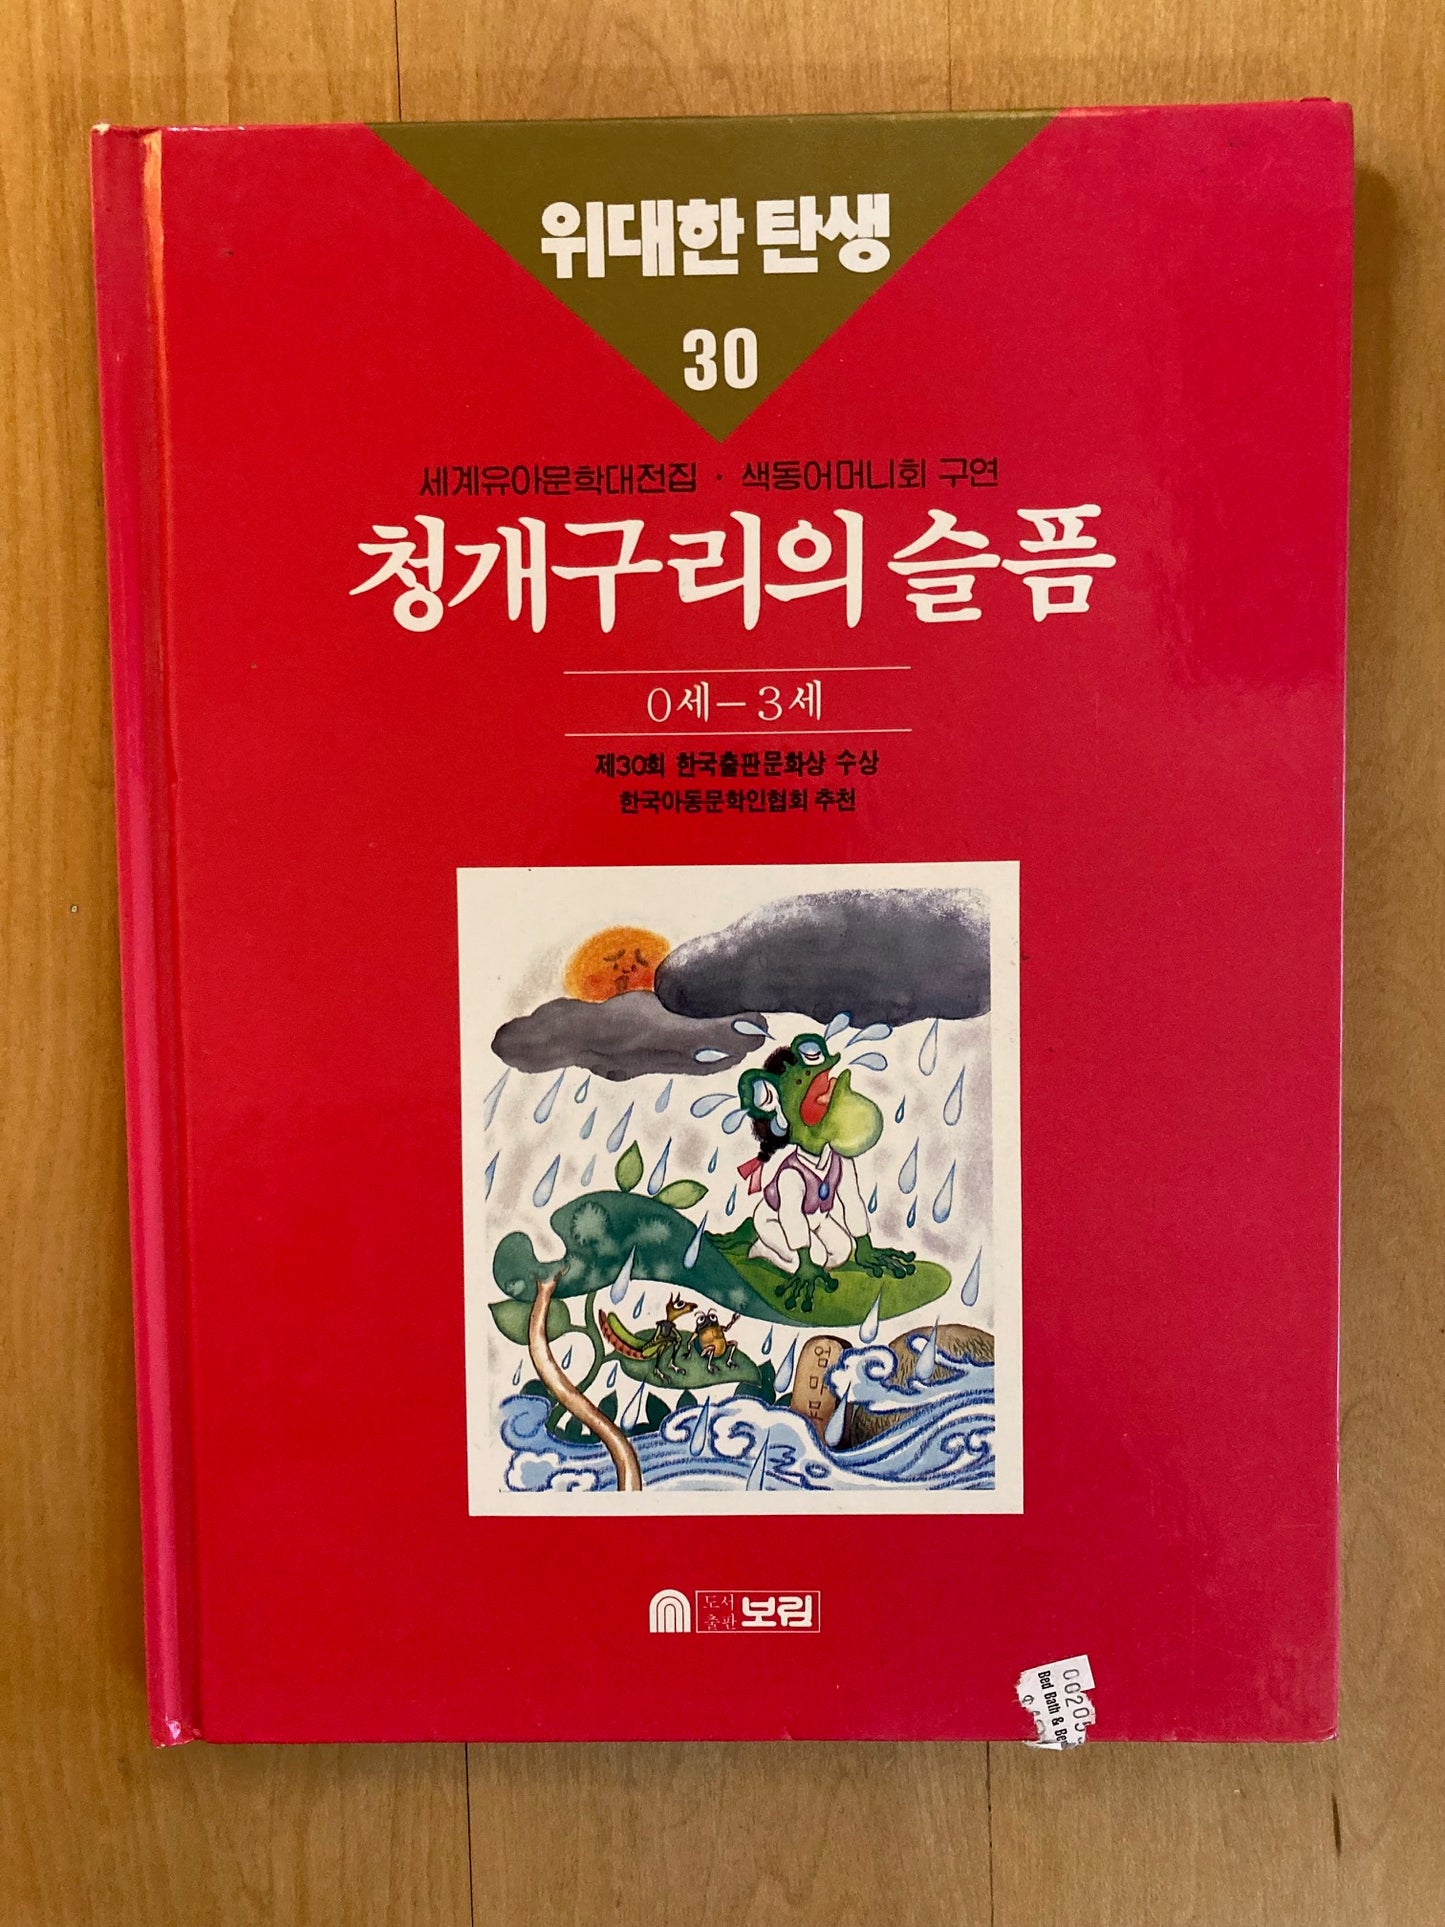 위대한 탄생
30
세계유아문학대전집 · 색동어머니회 구연
청개구리의 슬픔
0세—3세
제30회 한국출판문화상 수상
한국아동문학인협회 추천
엄
마
도서
출판
보림
00205
Bed Bath & Be